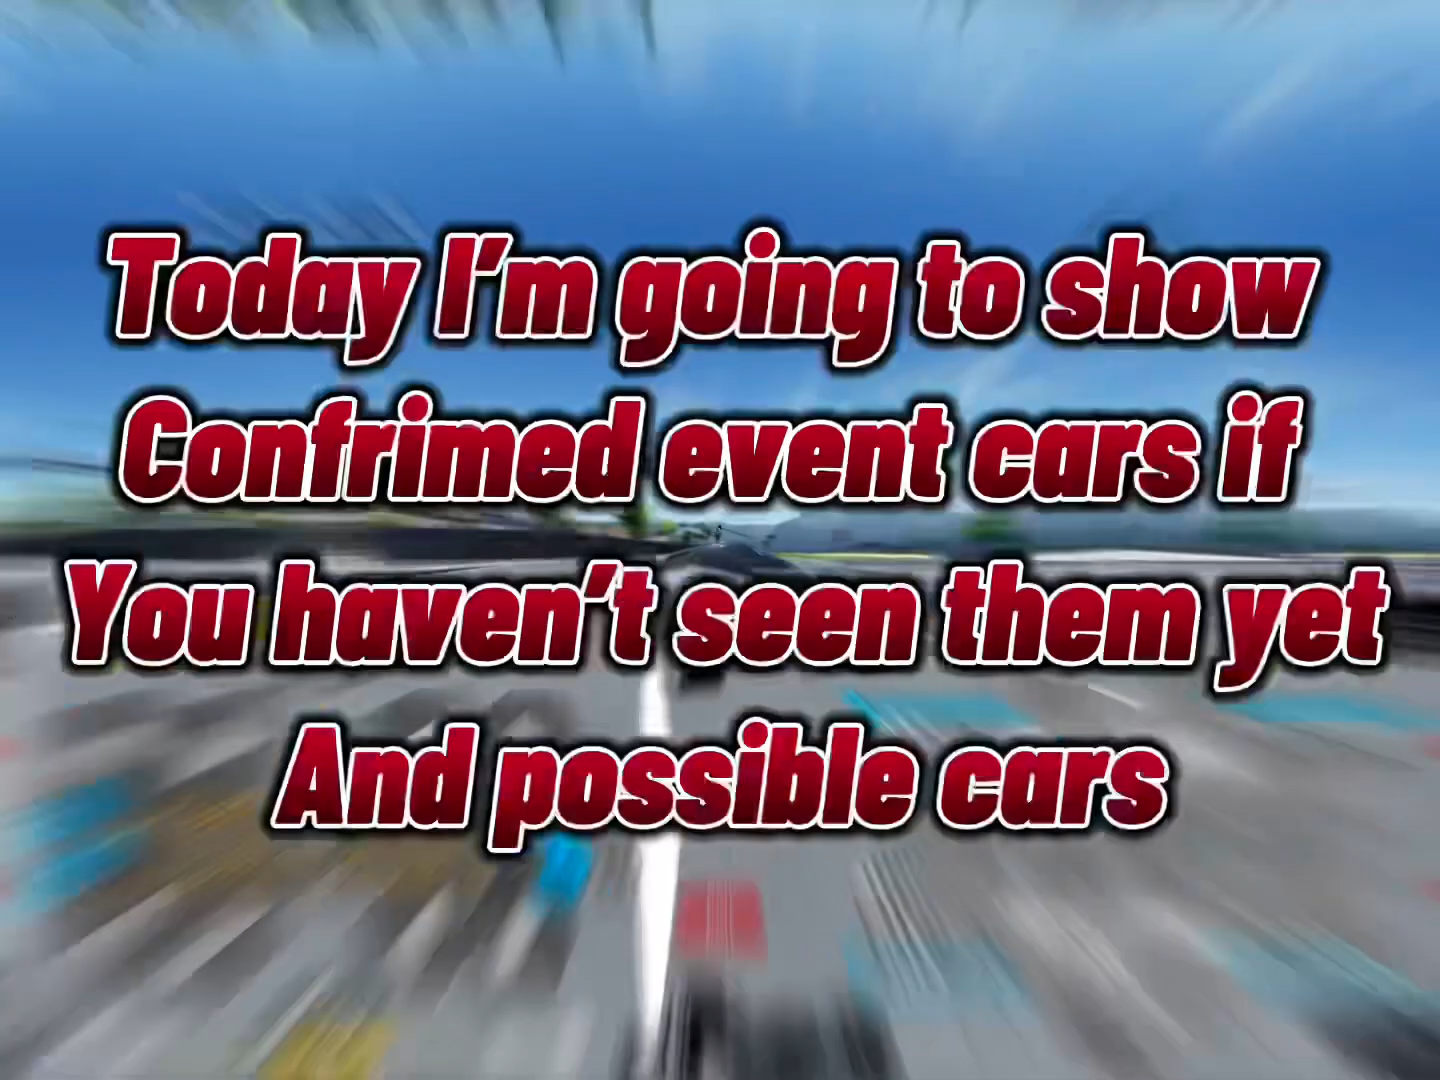 Today I'm going to show
Confrimed event cars if
You haven't seen them yet
And possible cars